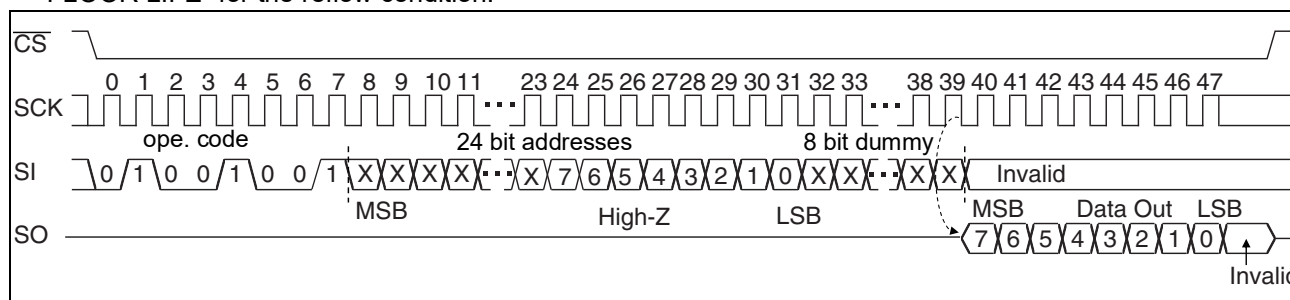 CS
0 1 2 3 4 5 6 7 8 9 10 11 23 24 25 26 27 28 29 30 31 32 33 38 39 40 41 42 43 44 45 46 47
SCK
ope. code 24 bit addresses 8 bit dummy
SI 0 1 0 0 1 0 0 1 X X X X X 7 6 5 4 3 2 1 0 X X X X Invalid
MSB High-Z LSB MSB Data Out LSB
SO 7 6 5 4 3 2 1 0
Invalid